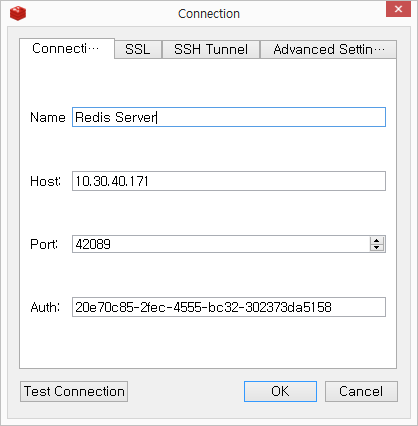 Connection
Connecti···
SSL
SSH Tunnel
Advanced Settin···
Name
Redis Server
Host:
10.30.40.171
Port:
42089
Auth:
20e70c85-2fec-4555-bc32-302373da5158
Test Connection
OK
Cancel